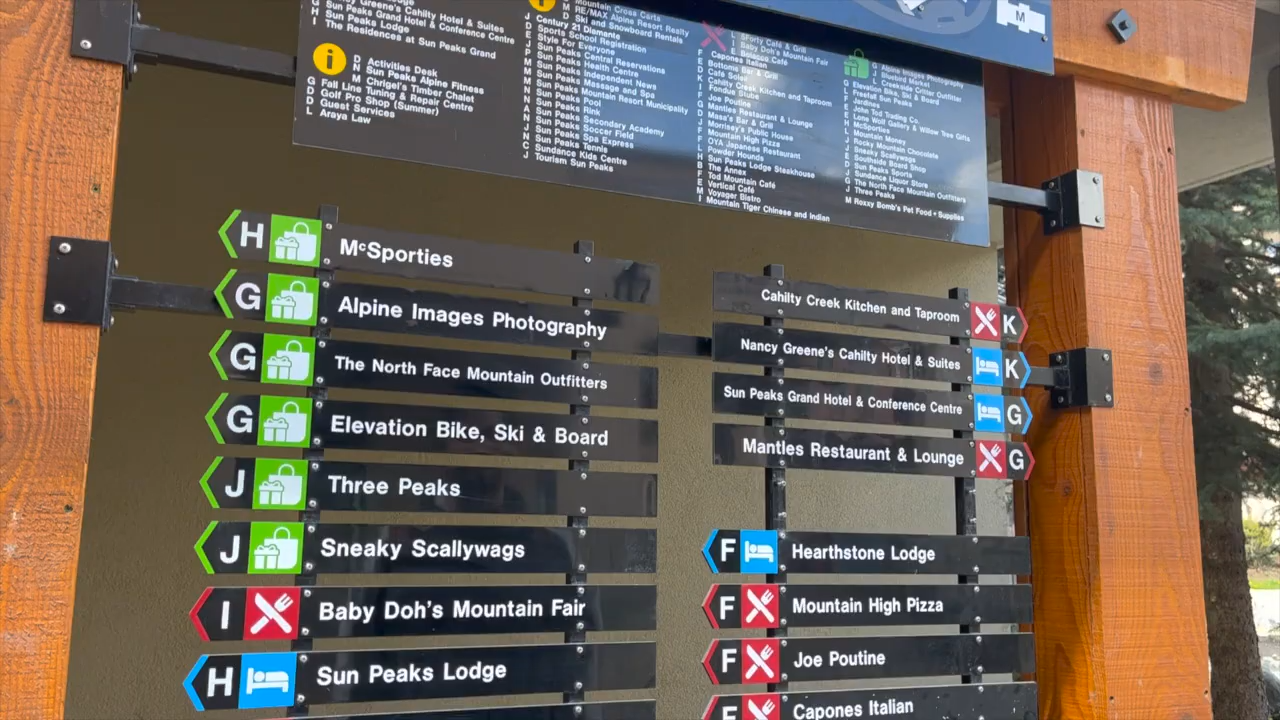 M
Nancy Greene's Cahilty Hotel & Suites
G Sun Peaks Grand Hotel & Conference Centre
H Sun Peaks Lodge
I The Residences at Sun Peaks Grand
i
D Activities Desk
N Sun Peaks Alpine Fitness
M Chrigel's Timber Chalet
G Fall Line Tuning & Repair Centre
D Golf Pro Shop (Summer)
L Guest Services
L Araya Law
Mountain Cross Carts
M RE/MAX Alpine Resort Realty
D Ski and Snowboard Rentals
J Century 21 Diamante
D Sports School Registration
E Style For Everyone
J Sun Peaks Central Reservations
Sun Peaks Health Centre
Sun Peaks Independent News
Sun Peaks Massage and Spa
Sun Peaks Mountain Resort Municipality
N Sun Peaks Pool
N Sun Peaks Rink
Sun Peaks Secondary Academy
Sun Peaks Soccer Field
Sun Peaks Spa Express
N Sun Peaks Tennis
C Sundance Kids Centre
J Tourism Sun Peaks
L 5Forty Café & Grill
I Baby Doh's Mountain Fair
E Bolacco Café
F Capones Italian
E Bottoms Bar & Grill
D Café Soleil
K Cahilty Creek Kitchen and Taproom
I Fondue Stube
F Joe Poutine
G Mantles Restaurant & Lounge
D Masa's Bar & Grill
J Morrisey's Public House
F Mountain High Pizza
F OYA Japanese Restaurant
L Powder Hounds
H Sun Peaks Lodge Steakhouse
B The Annex
F Tod Mountain Café
E Vertical Café
M Voyager Bistro
I Mountain Tiger Chinese and Indian
G Alpine Images Photography
J Bluebird Market
L Creekside Critter Outfitter
G Elevation Bike, Ski & Board
L Freefall Sun Peaks
F Jardines
E John Tod Trading Co.
E Lone Wolf Gallery & Willow Tree Gifts
H McSporties
L Mountain Money
J Rocky Mountain Chocolate
J Sneaky Scallywags
E Southside Board Shop
D Sun Peaks Sports
J Sundance Liquor Store
G The North Face Mountain Outfitters
J Three Peaks
M Roxxy Bomb's Pet Food • Supplies
H McSporties
G Alpine Images Photography
G The North Face Mountain Outfitters
G Elevation Bike, Ski & Board
J Three Peaks
J Sneaky Scallywags
I Baby Doh's Mountain Fair
H Sun Peaks Lodge
Cahilty Creek Kitchen and Taproom K
Nancy Greene's Cahilty Hotel & Suites K
Sun Peaks Grand Hotel & Conference Centre G
Mantles Restaurant & Lounge G
F Hearthstone Lodge
F Mountain High Pizza
F Joe Poutine
F Capones Italian